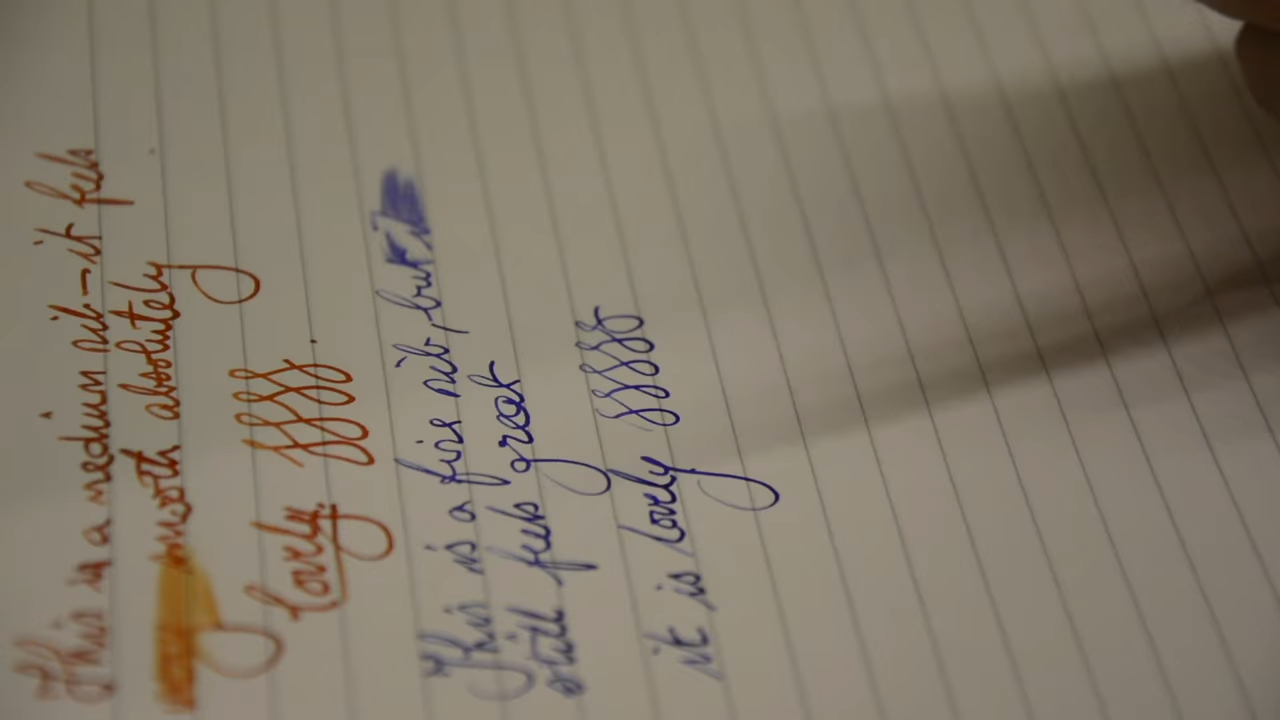 This is a medium nib - it feels
smooth absolutely
lovely.
This is a fine nib, but
still feels great
it is lovely